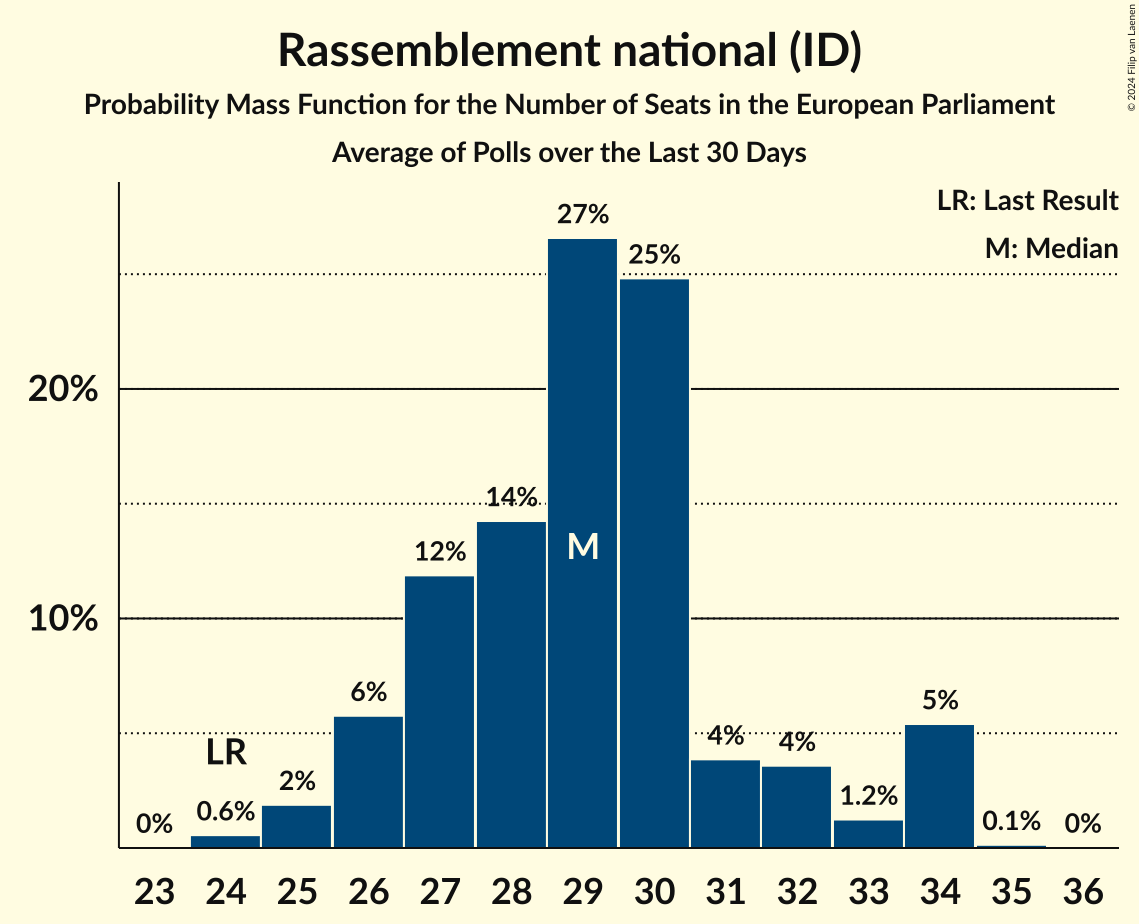 Rassemblement national (ID)
Probability Mass Function for the Number of Seats in the European Parliament
Average of Polls over the Last 30 Days
© 2024 Filip van Laenen
LR: Last Result
M: Median
27%
25%
20%
14%
12%
M
10%
6%
5%
LR
4%
4%
2%
1.2%
0%
0.6%
0.1%
0%
23 24 25 26 27 28 29 30 31 32 33 34 35 36